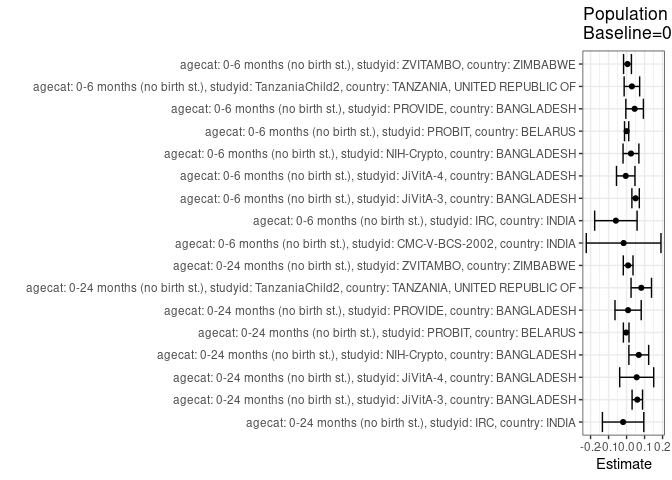 Population
Baseline=0
agecat: 0-6 months (no birth st.), studyid: ZVITAMBO, country: ZIMBABWE
agecat: 0-6 months (no birth st.), studyid: TanzaniaChild2, country: TANZANIA, UNITED REPUBLIC OF
agecat: 0-6 months (no birth st.), studyid: PROVIDE, country: BANGLADESH
agecat: 0-6 months (no birth st.), studyid: PROBIT, country: BELARUS
agecat: 0-6 months (no birth st.), studyid: NIH-Crypto, country: BANGLADESH
agecat: 0-6 months (no birth st.), studyid: JiVitA-4, country: BANGLADESH
agecat: 0-6 months (no birth st.), studyid: JiVitA-3, country: BANGLADESH
agecat: 0-6 months (no birth st.), studyid: IRC, country: INDIA
agecat: 0-6 months (no birth st.), studyid: CMC-V-BCS-2002, country: INDIA
agecat: 0-24 months (no birth st.), studyid: ZVITAMBO, country: ZIMBABWE
agecat: 0-24 months (no birth st.), studyid: TanzaniaChild2, country: TANZANIA, UNITED REPUBLIC OF
agecat: 0-24 months (no birth st.), studyid: PROVIDE, country: BANGLADESH
agecat: 0-24 months (no birth st.), studyid: PROBIT, country: BELARUS
agecat: 0-24 months (no birth st.), studyid: NIH-Crypto, country: BANGLADESH
agecat: 0-24 months (no birth st.), studyid: JiVitA-4, country: BANGLADESH
agecat: 0-24 months (no birth st.), studyid: JiVitA-3, country: BANGLADESH
agecat: 0-24 months (no birth st.), studyid: IRC, country: INDIA
-0.2 -0.1 0.0 0.1 0.2
Estimate